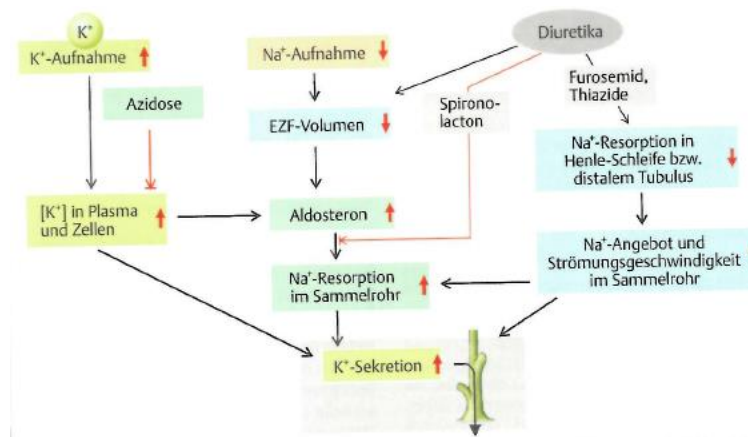 K⁺
K⁺-Aufnahme
Azidose
[K⁺] in Plasma
und Zellen
Na⁺-Aufnahme
EZF-Volumen
Aldosteron
Na⁺-Resorption
im Sammelrohr
K⁺-Sekretion
Diuretika
Spirono-
lacton
Furosemid,
Thiazide
Na⁺-Resorption in
Henle-Schleife bzw.
distalem Tubulus
Na⁺-Angebot und
Strömungsgeschwindigkeit
im Sammelrohr